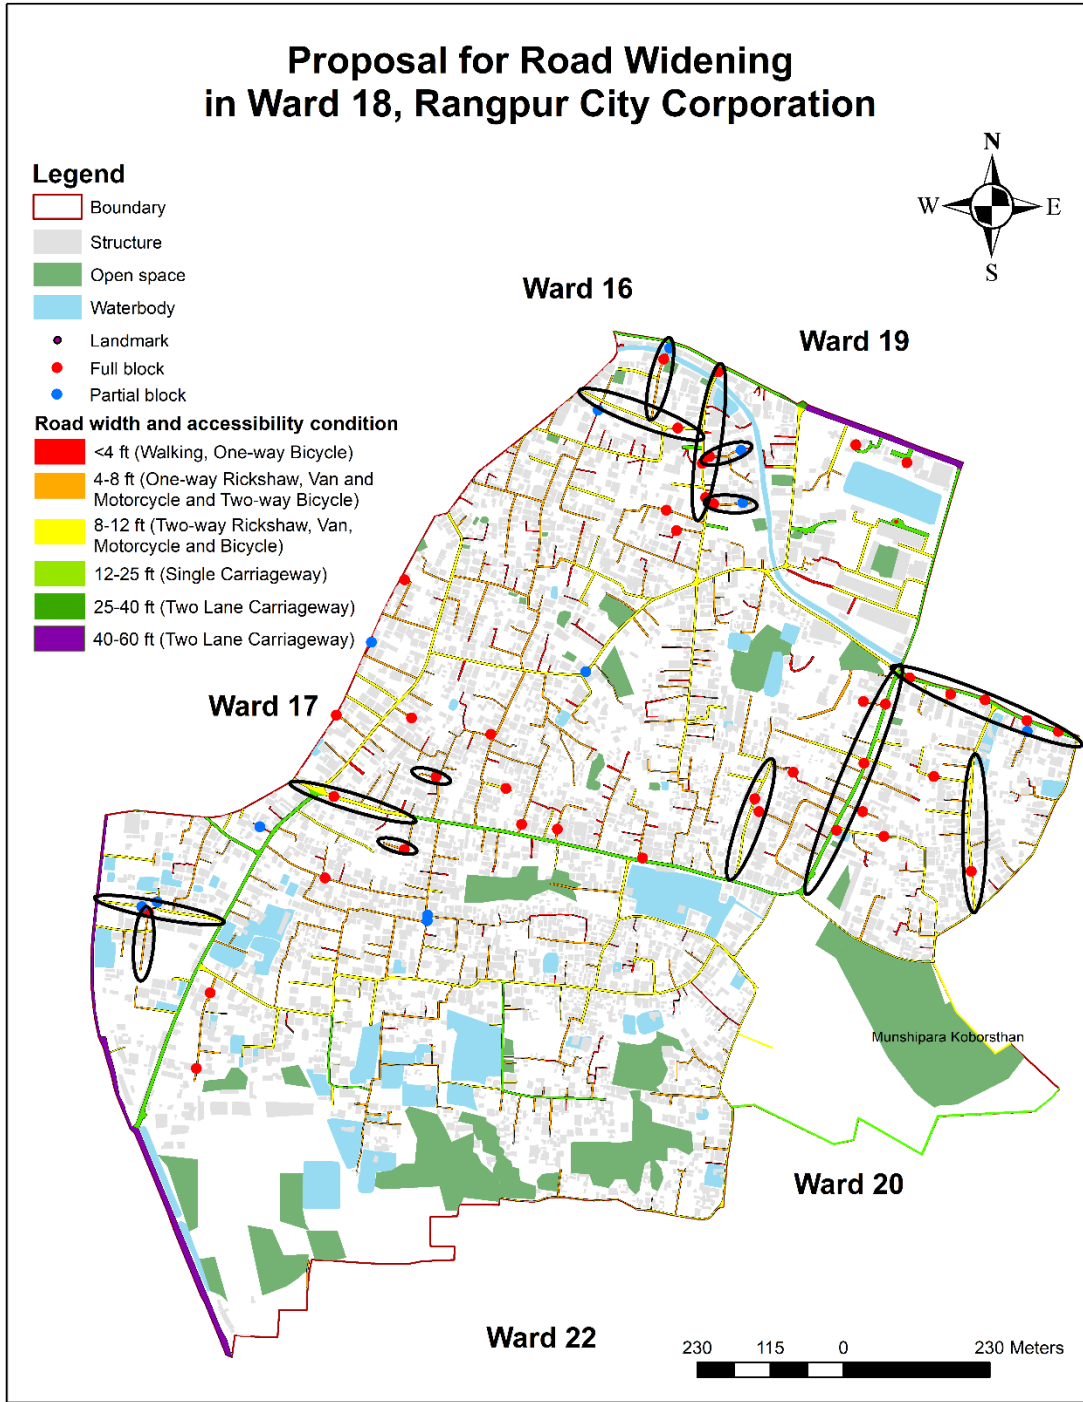 Proposal for Road Widening
in Ward 18, Rangpur City Corporation
N
W
E
S
Legend
Boundary
Structure
Open space
Waterbody
Landmark
Full block
Partial block
Road width and accessibility condition
<4 ft (Walking, One-way Bicycle)
4-8 ft (One-way Rickshaw, Van and
Motorcycle and Two-way Bicycle)
8-12 ft (Two-way Rickshaw, Van,
Motorcycle and Bicycle)
12-25 ft (Single Carriageway)
25-40 ft (Two Lane Carriageway)
40-60 ft (Two Lane Carriageway)
Ward 16
Ward 19
Ward 17
Munshipara Koborsthan
Ward 20
Ward 22
230 115 0 230 Meters